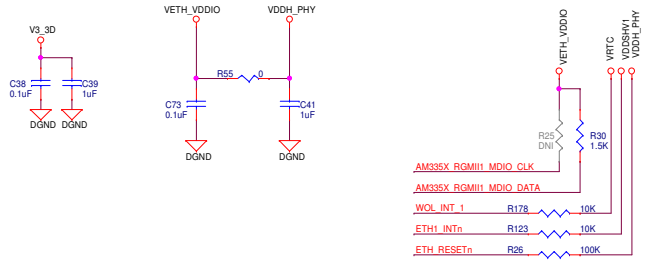 V3_3D
C38
0.1uF
C39
1uF
DGND
DGND
VETH_VDDIO
VDDH_PHY
R55
0
C73
0.1uF
C41
1uF
DGND
DGND
VETH_VDDIO
VRTC
VDDSHV1
VDDH_PHY
R25
DNI
R30
1.5K
AM335X_RGMII1_MDIO_CLK
AM335X_RGMII1_MDIO_DATA
WOL_INT_1
R178
10K
ETH1_INTn
R123
10K
ETH_RESETn
R26
100K